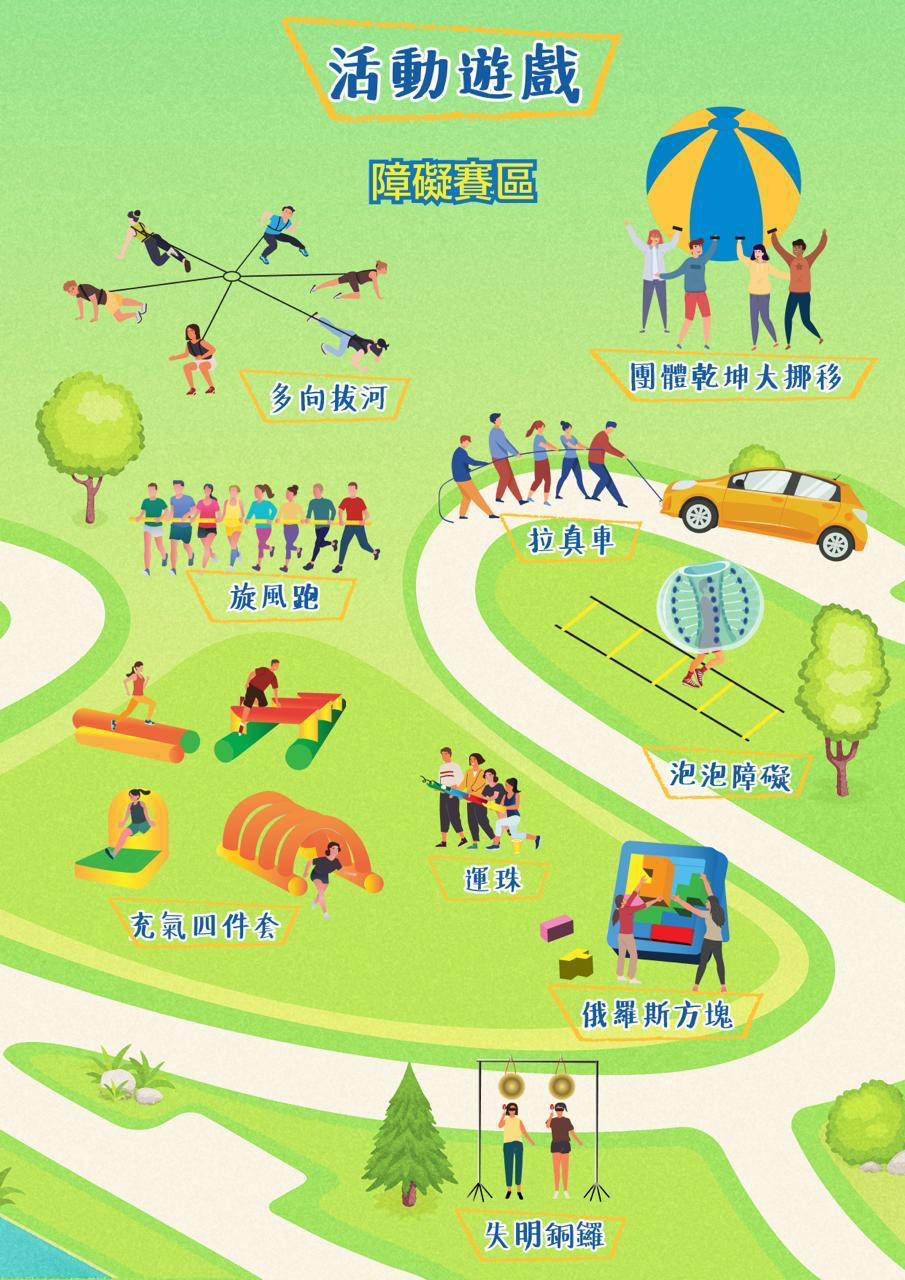 活動遊戲
障礙賽區
團體乾坤大挪移
多向拔河
拉真車
旋風跑
泡泡障礙
運珠
充氣四件套
俄羅斯方塊
失明銅鑼